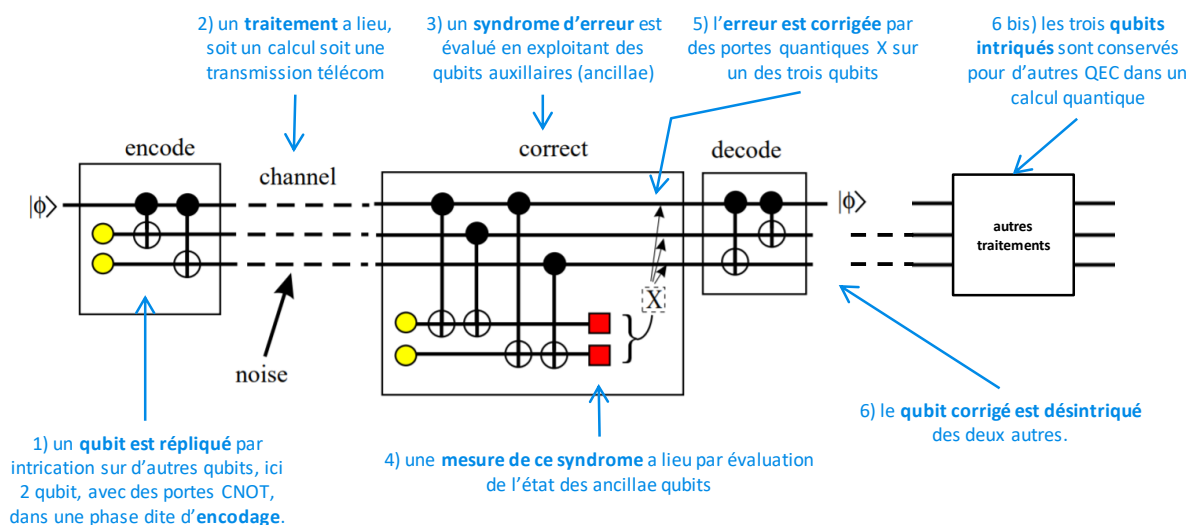 2) un traitement a lieu,
soit un calcul soit une
transmission télécom
3) un syndrome d’erreur est
évalué en exploitant des
qubits auxillaires (ancillae)
5) l’erreur est corrigée par
des portes quantiques X sur
un des trois qubits
6 bis) les trois qubits
intriqués sont conservés
pour d’autres QEC dans un
calcul quantique
encode
channel
correct
decode
|ϕ>
|ϕ>
autres
traitements
X
noise
1) un qubit est répliqué par
intrication sur d’autres qubits, ici
2 qubit, avec des portes CNOT,
dans une phase dite d’encodage.
4) une mesure de ce syndrome a lieu par évaluation
de l’état des ancillae qubits
6) le qubit corrigé est désintriqué
des deux autres.